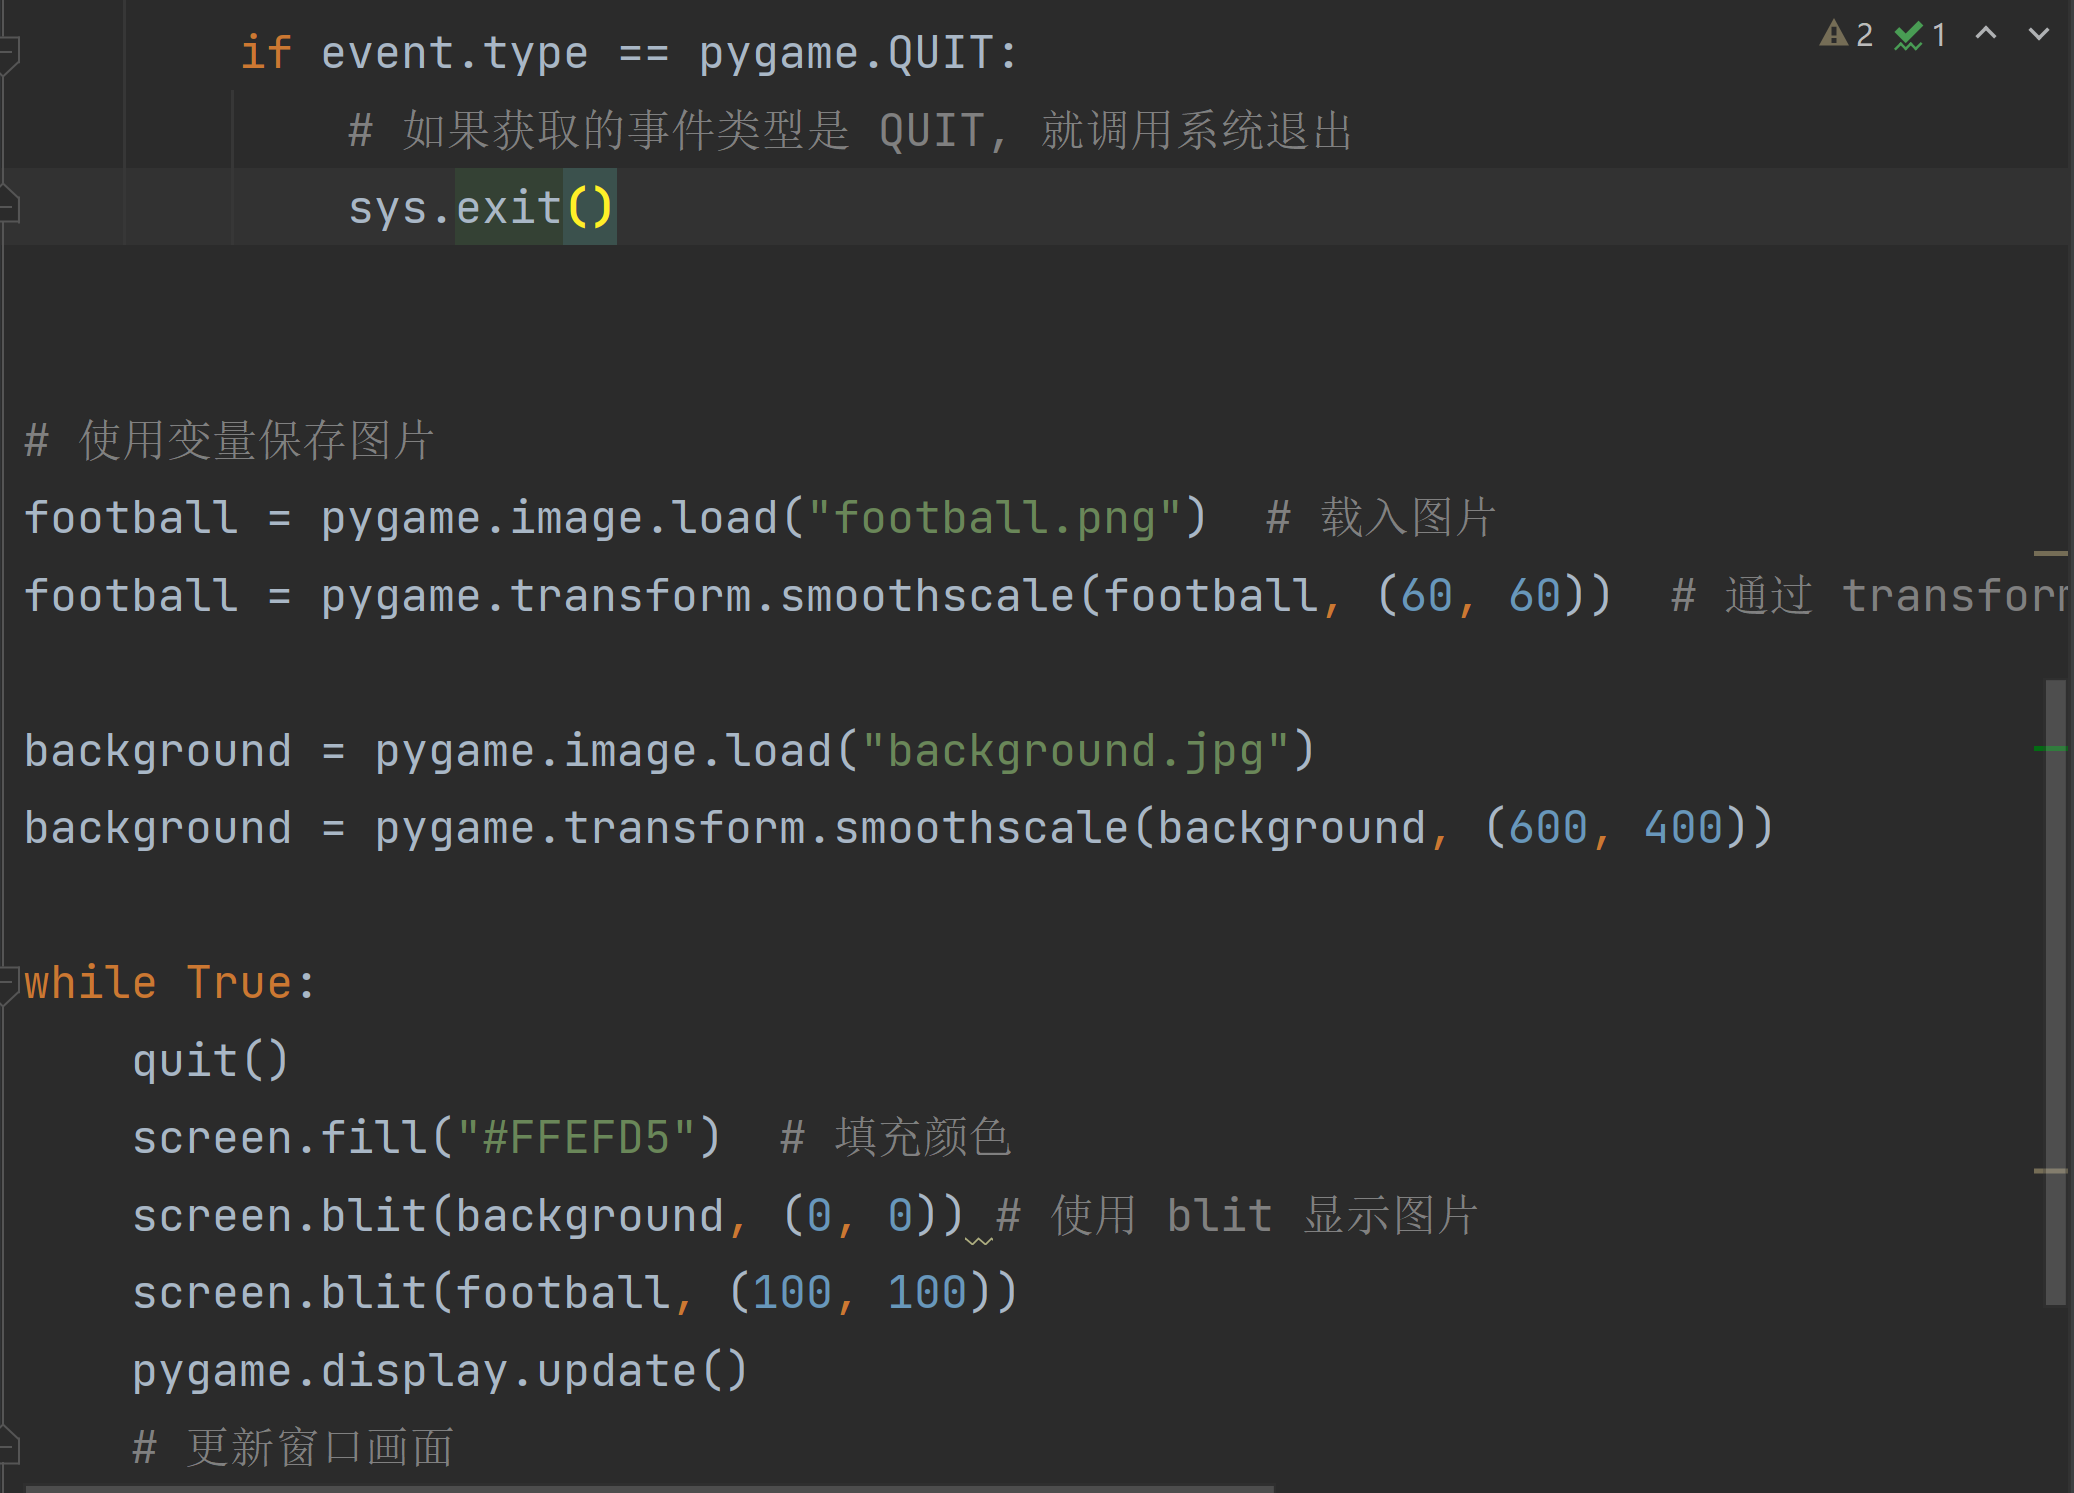 2 1
if event.type == pygame.QUIT:
# 如果获取的事件类型是 QUIT, 就调用系统退出
sys.exit()
# 使用变量保存图片
football = pygame.image.load("football.png")  # 载入图片
football = pygame.transform.smoothscale(football, (60, 60))  # 通过 transfor
background = pygame.image.load("background.jpg")
background = pygame.transform.smoothscale(background, (600, 400))
while True:
quit()
screen.fill("#FFEFD5")  # 填充颜色
screen.blit(background, (0, 0)) # 使用 blit 显示图片
screen.blit(football, (100, 100))
pygame.display.update()
# 更新窗口画面